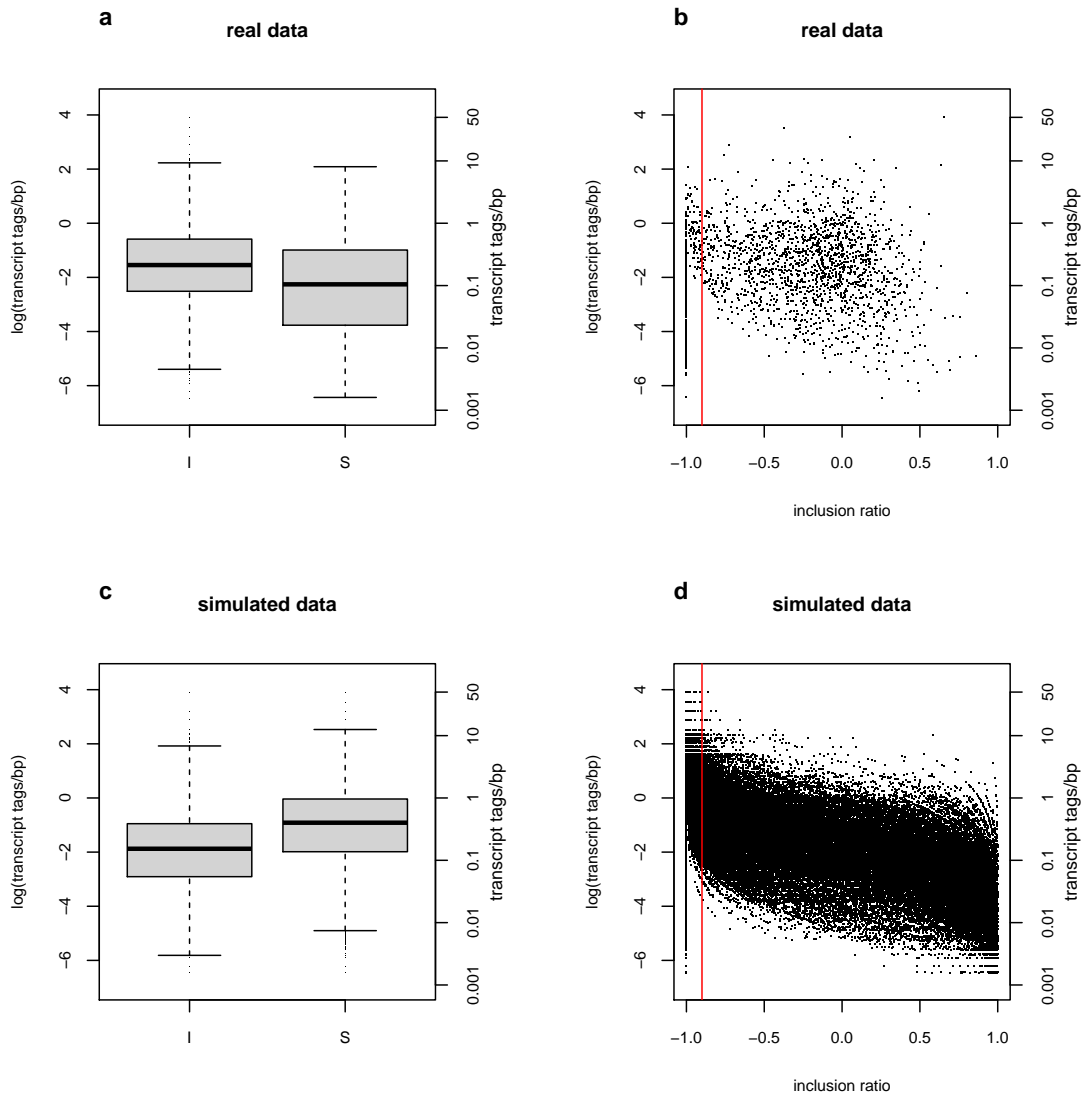 a
real data
log(transcript tags/bp)
4
2
0
−2
−4
−6
50
10
1
0.1
0.01
0.001
transcript tags/bp
I
S
b
real data
log(transcript tags/bp)
4
2
0
−2
−4
−6
50
10
1
0.1
0.01
0.001
transcript tags/bp
−1.0
−0.5
0.0
0.5
1.0
inclusion ratio
c
simulated data
log(transcript tags/bp)
4
2
0
−2
−4
−6
50
10
1
0.1
0.01
0.001
transcript tags/bp
I
S
d
simulated data
log(transcript tags/bp)
4
2
0
−2
−4
−6
50
10
1
0.1
0.01
0.001
transcript tags/bp
−1.0
−0.5
0.0
0.5
1.0
inclusion ratio